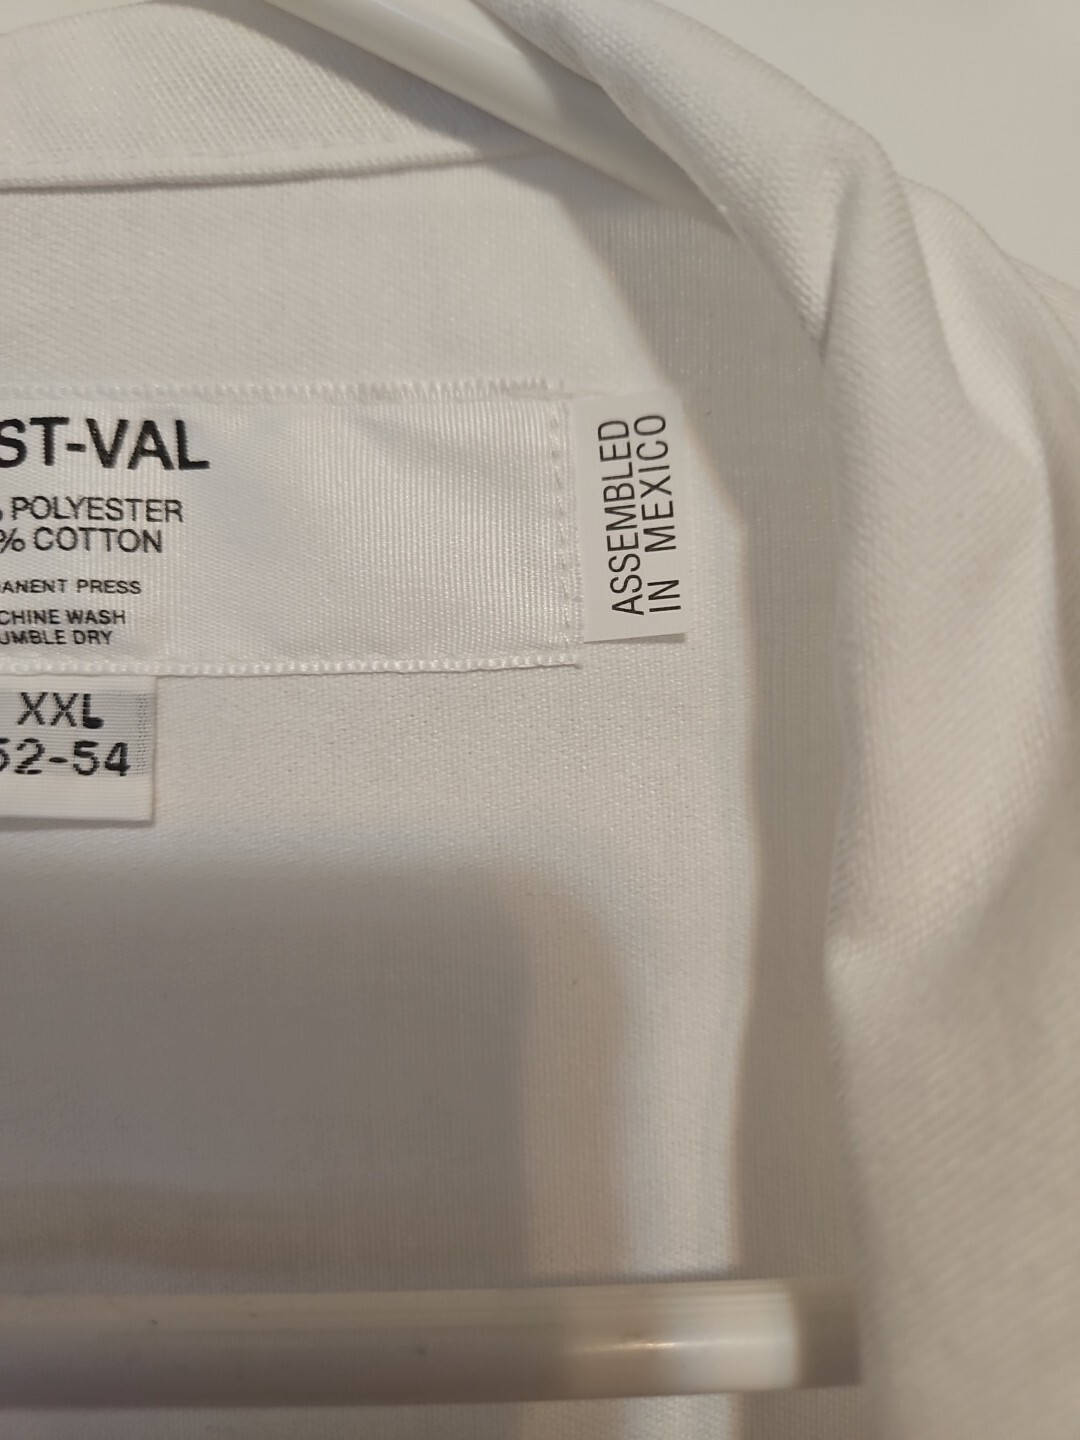 ST-VAL
POLYESTER
% COTTON
ANENT PRESS
CHINE WASH
UMBLE DRY
XXL
52-54
ASSEMBLED
IN MEXICO